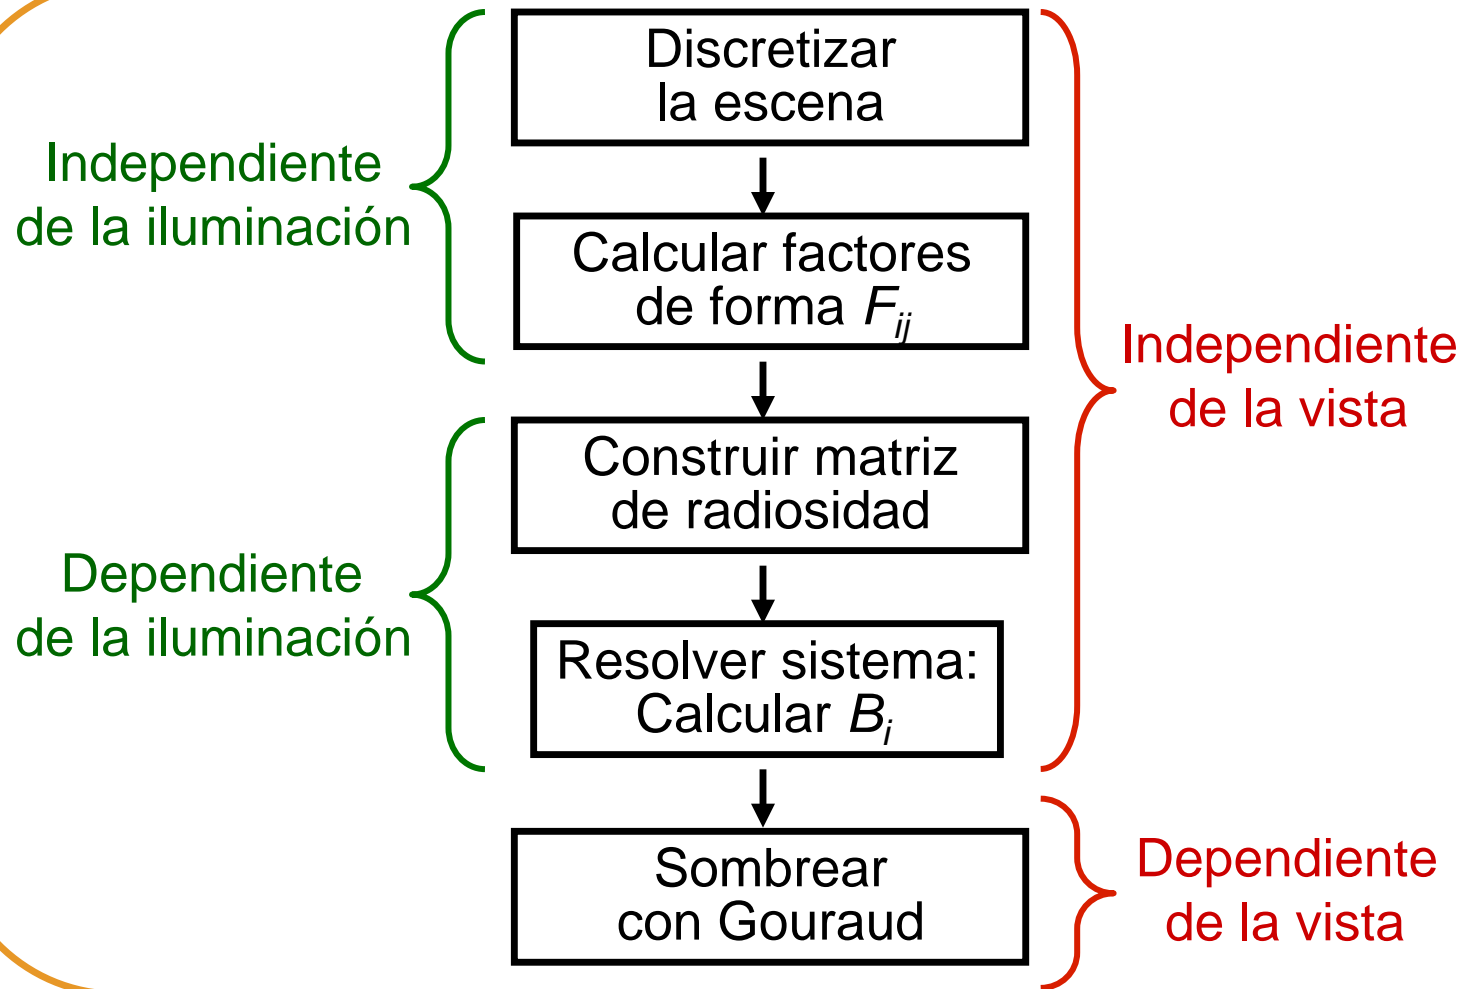 Discretizar
la escena
Independiente
de la iluminación
Calcular factores
de forma Fij
Independiente
de la vista
Construir matriz
de radiosidad
Dependiente
de la iluminación
Resolver sistema:
Calcular Bi
Sombrear
con Gouraud
Dependiente
de la vista